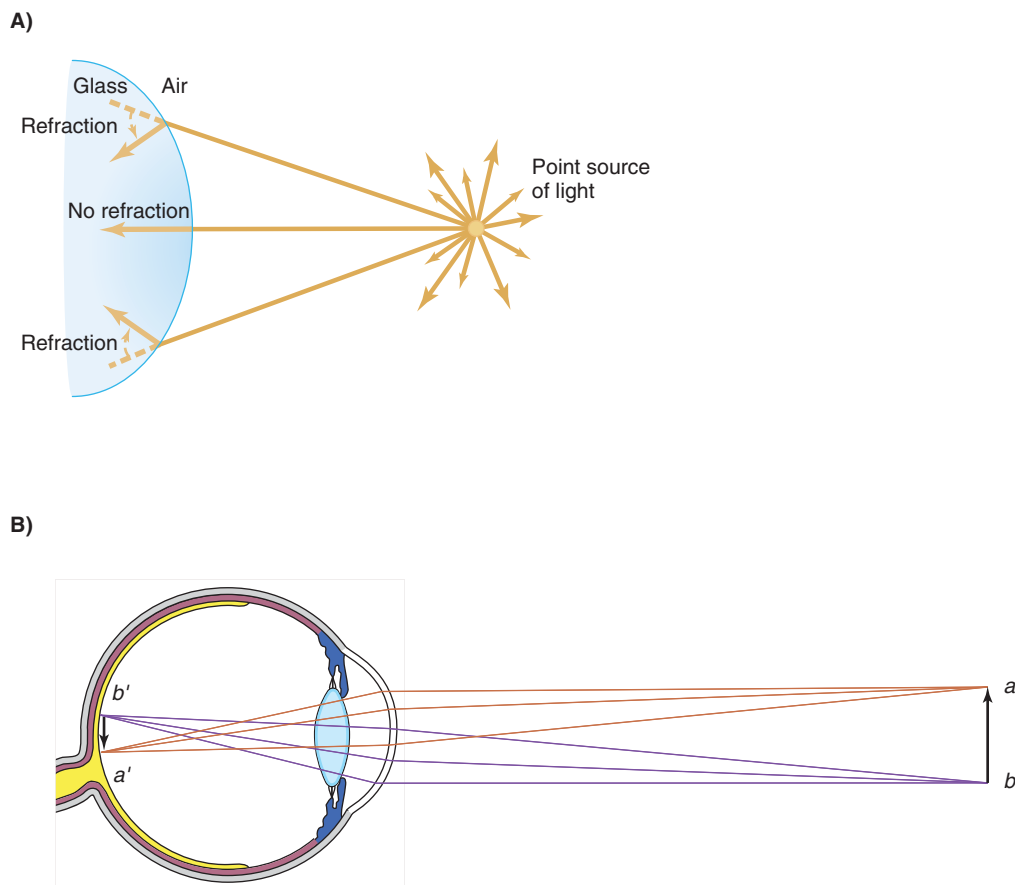 A)
Glass Air
Refraction
Point source
of light
No refraction
Refraction
B)
a
b'
a'
b